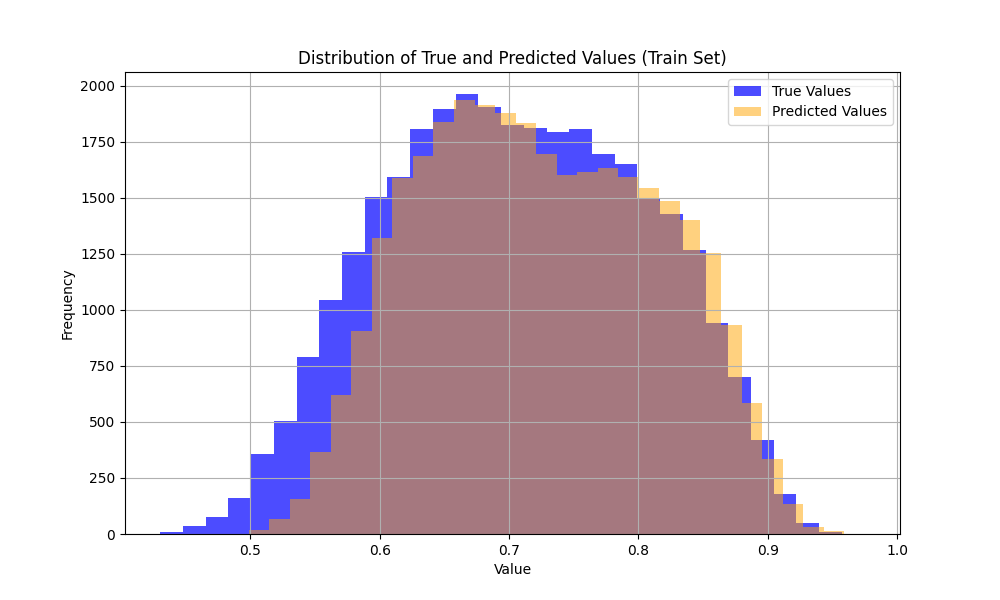 Distribution of True and Predicted Values (Train Set)
True Values
Predicted Values
Frequency
2000
1750
1500
1250
1000
750
500
250
0
0.5 0.6 0.7 0.8 0.9 1.0
Value